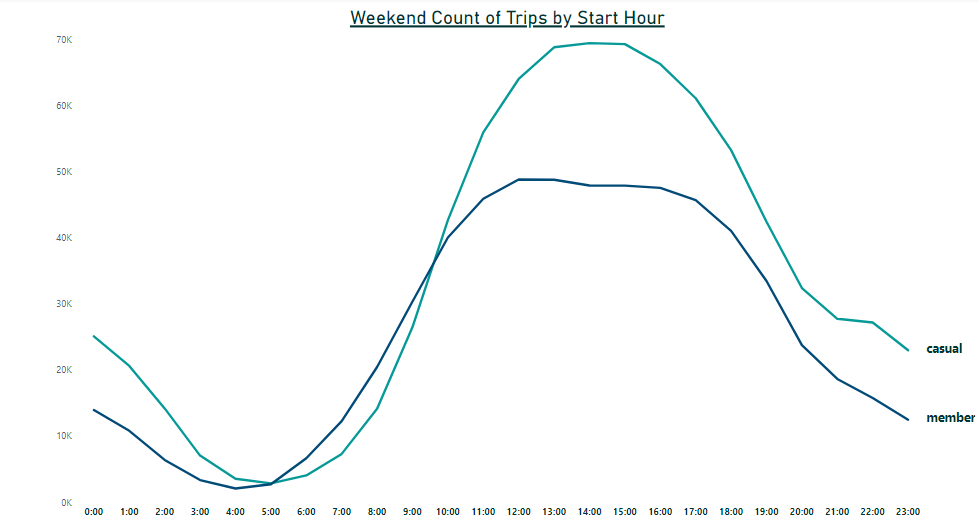 Weekend Count of Trips by Start Hour
70K
60K
50K
40K
30K
20K
10K
0K
casual
member
0:00 1:00 2:00 3:00 4:00 5:00 6:00 7:00 8:00 9:00 10:00 11:00 12:00 13:00 14:00 15:00 16:00 17:00 18:00 19:00 20:00 21:00 22:00 23:00